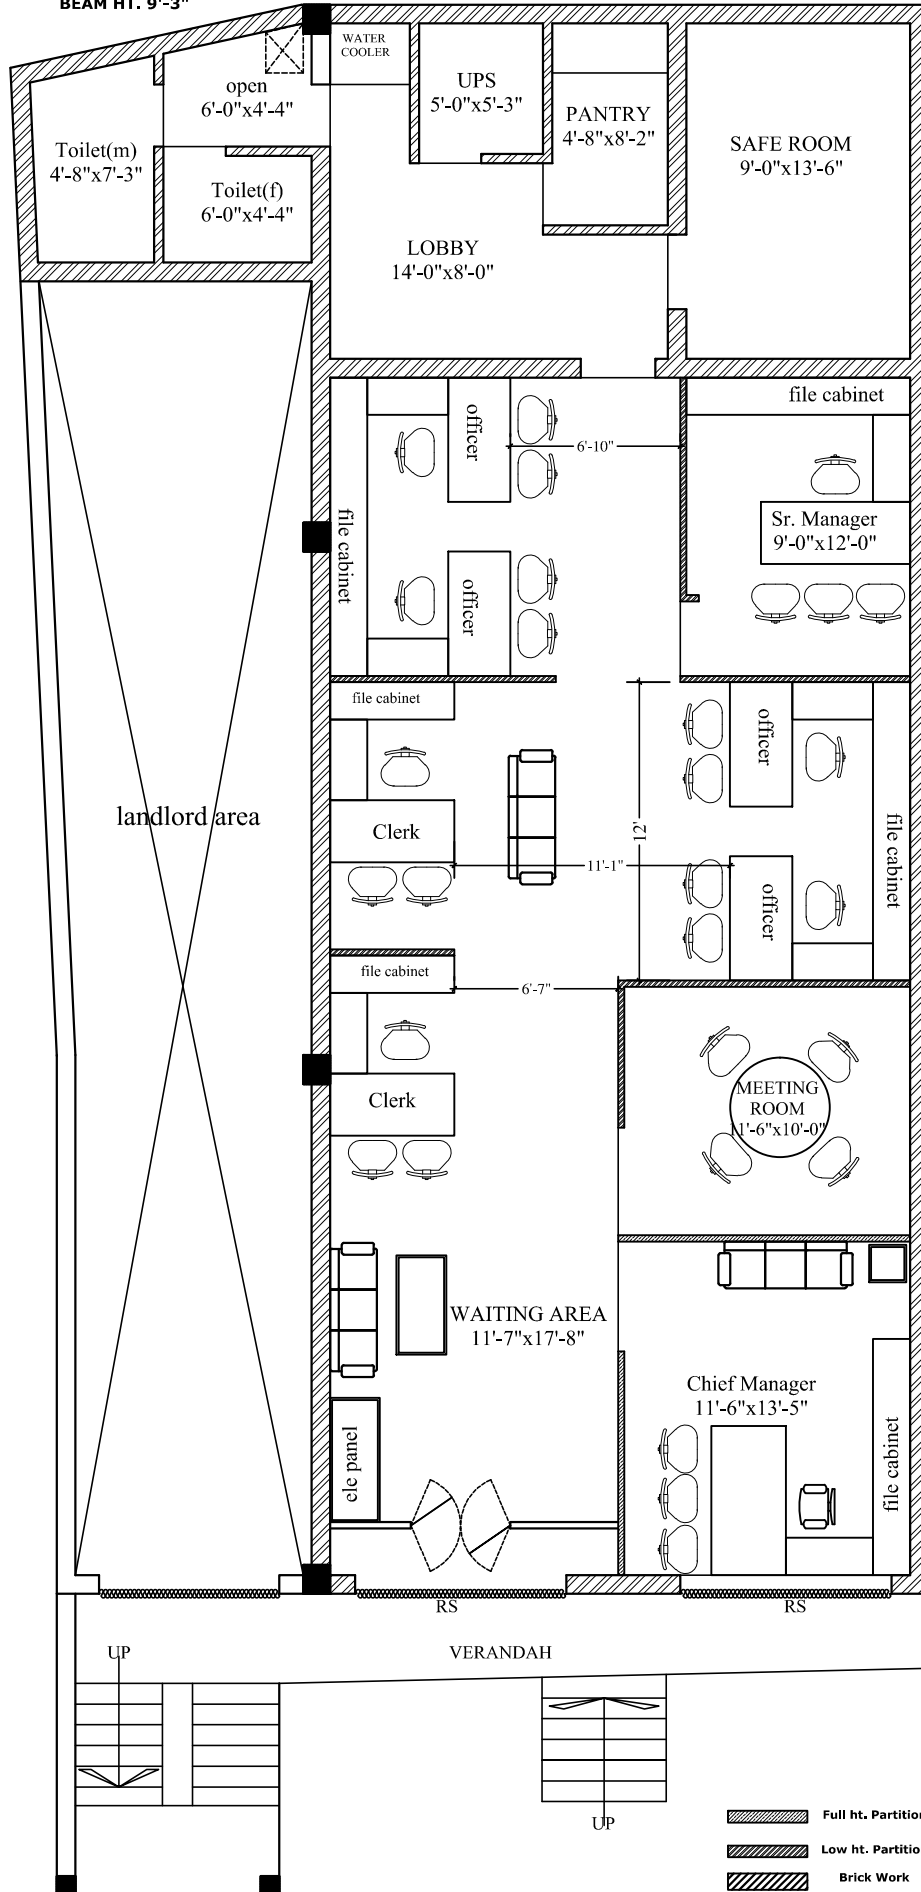 BEAM HT. 9'-3"
WATER
COOLER
open
6'-0"x4'-4"
UPS
5'-0"x5'-3"
PANTRY
4'-8"x8'-2"
SAFE ROOM
9'-0"x13'-6"
Toilet(m)
4'-8"x7'-3"
Toilet(f)
6'-0"x4'-4"
LOBBY
14'-0"x8'-0"
file cabinet
officer
6'-10"
file cabinet
Sr. Manager
9'-0"x12'-0"
officer
file cabinet
officer
landlord area
Clerk
12'
11'-1"
file cabinet
officer
file cabinet
6'-7"
Clerk
MEETING
ROOM
11'-6"x10'-0"
WAITING AREA
11'-7"x17'-8"
Chief Manager
11'-6"x13'-5"
ele panel
file cabinet
RS
RS
UP
VERANDAH
UP
Full ht. Partition
Low ht. Partitio
Brick Work